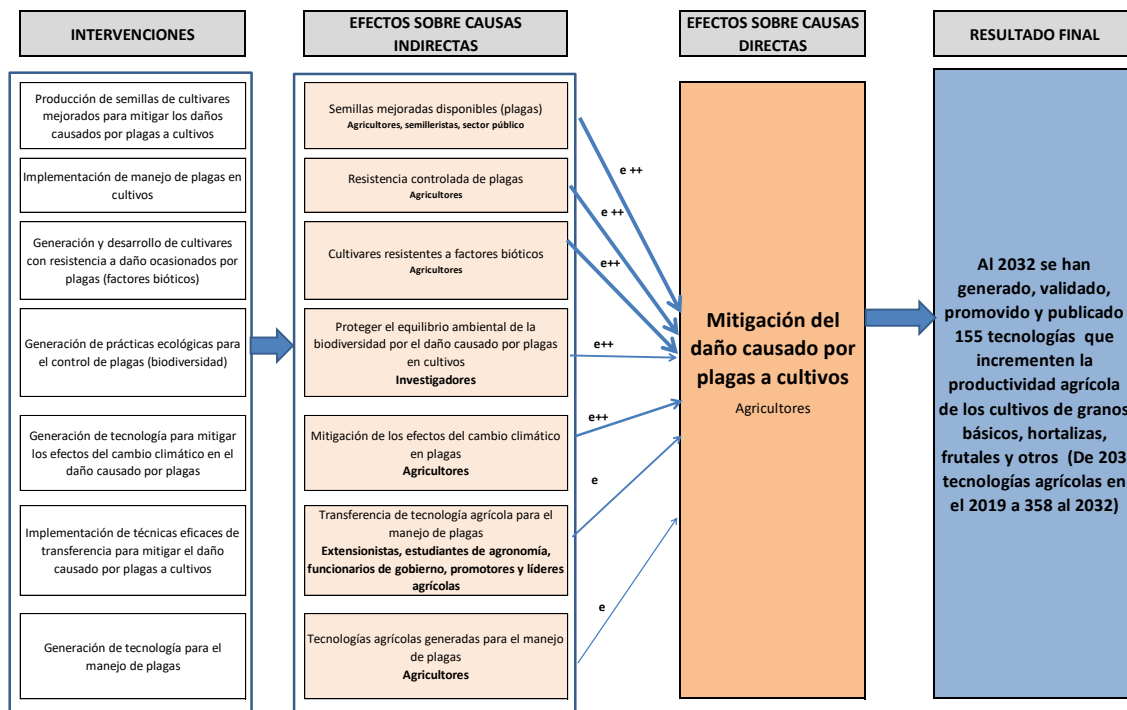 INTERVENCIONES
EFECTOS SOBRE CAUSAS
INDIRECTAS
EFECTOS SOBRE CAUSAS
DIRECTAS
RESULTADO FINAL
Producción de semillas de cultivares
mejorados para mitigar los daños
causados por plagas a cultivos
Implementación de manejo de plagas en
cultivos
Generación y desarrollo de cultivares
con resistencia a daño ocasionados por
plagas (factores bióticos)
Generación de prácticas ecológicas para
el control de plagas (biodiversidad)
Generación de tecnología para mitigar
los efectos del cambio climático en el
daño causado por plagas
Implementación de técnicas eficaces de
transferencia para mitigar el daño
causado por plagas a cultivos
Generación de tecnología para el
manejo de plagas
Semillas mejoradas disponibles (plagas)
Agricultores, semilleristas, sector público
Resistencia controlada de plagas
Agricultores
Cultivares resistentes a factores bióticos
Agricultores
Proteger el equilibrio ambiental de la
biodiversidad por el daño causado por plagas
en cultivos
Investigadores
Mitigación de los efectos del cambio climático
en plagas
Agricultores
Transferencia de tecnología agrícola para el
manejo de plagas
Extensionistas, estudiantes de agronomía,
funcionarios de gobierno, promotores y líderes
agrícolas
Tecnologías agrícolas generadas para el manejo
de plagas
Agricultores
e ++
e ++
e++
e++
e++
e
e
Mitigación del
daño causado por
plagas a cultivos
Agricultores
Al 2032 se han
generado, validado,
promovido y publicado
155 tecnologías que
incrementen la
productividad agrícola
de los cultivos de granos
básicos, hortalizas,
frutales y otros (De 203
tecnologías agrícolas en
el 2019 a 358 al 2032)